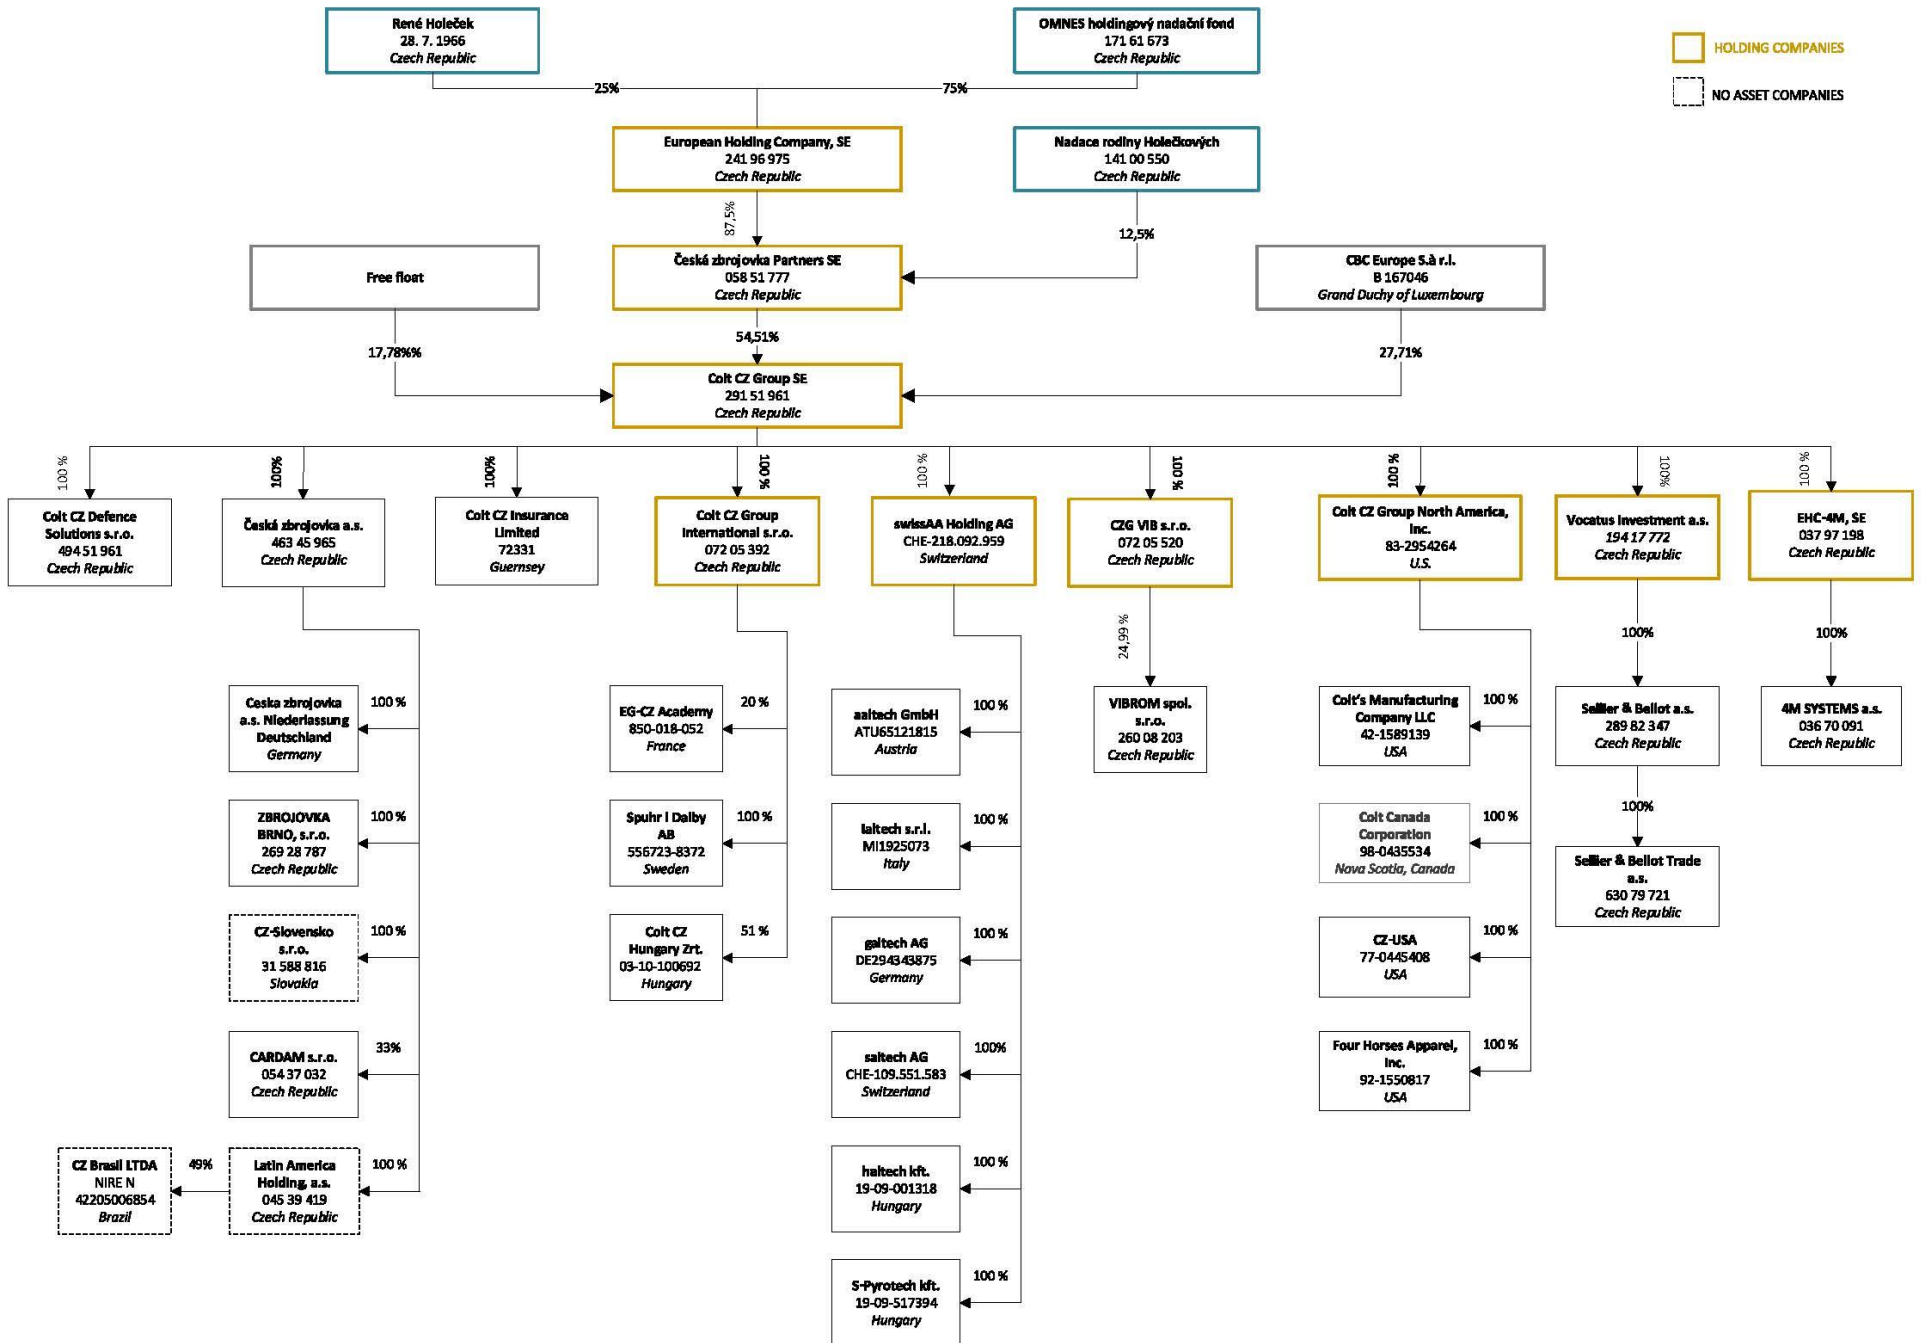 René Holeček
28. 7. 1966
Czech Republic
OMNES holdingový nadační fond
171 61 673
Czech Republic
HOLDING COMPANIES
NO ASSET COMPANIES
25%
75%
European Holding Company, SE
241 96 975
Czech Republic
Nadace rodiny Holečkových
141 00 550
Czech Republic
87,5%
12,5%
Free float
Česká zbrojovka Partners SE
058 51 777
Czech Republic
CBC Europe S.à r.l.
B 167046
Grand Duchy of Luxembourg
17,78%%
54,51%
27,71%
Colt CZ Group SE
291 51 961
Czech Republic
100 %
100%
100%
100 %
100 %
100 %
100 %
100%
100 %
Colt CZ Defence
Solutions s.r.o.
494 51 961
Czech Republic
Česká zbrojovka a.s.
463 45 965
Czech Republic
Colt CZ Insurance
Limited
72331
Guernsey
Colt CZ Group
International s.r.o.
072 05 392
Czech Republic
swissAA Holding AG
CHE-218.092.959
Switzerland
CZG VIB s.r.o.
072 05 520
Czech Republic
Colt CZ Group North America,
Inc.
83-2954264
U.S.
Vocatus Investment a.s.
194 17 772
Czech Republic
EHC-4M, SE
037 97 198
Czech Republic
Ceska zbrojovka
a.s. Niederlassung
Deutschland
Germany
100 %
ZBROJOVKA
BRNO, s.r.o.
269 28 787
Czech Republic
100 %
CZ-Slovensko
s.r.o.
31 588 816
Slovakia
100 %
CARDAM s.r.o.
054 37 032
Czech Republic
33%
CZ Brasil LTDA
NIRE N
42205006854
Brazil
49%
Latin America
Holding, a.s.
045 39 419
Czech Republic
100 %
EG-CZ Academy
850-018-052
France
20 %
Spuhr i Dalby
AB
556723-8372
Sweden
100 %
Colt CZ
Hungary Zrt.
03-10-100692
Hungary
51 %
aaltech GmbH
ATU65121815
Austria
100 %
ialtech s.r.l.
MI1925073
Italy
100 %
galtech AG
DE294343875
Germany
100 %
saltech AG
CHE-109.551.583
Switzerland
100%
haltech kft.
19-09-001318
Hungary
100 %
S-Pyrotech kft.
19-09-517394
Hungary
100 %
24,99 %
VIBROM spol.
s.r.o.
260 08 203
Czech Republic
Colt's Manufacturing
Company LLC
42-1589139
USA
100 %
Colt Canada
Corporation
98-0435534
Nova Scotia, Canada
100 %
CZ-USA
77-0445408
USA
100 %
Four Horses Apparel,
Inc.
92-1550817
USA
100 %
100%
Sellier & Bellot a.s.
289 82 347
Czech Republic
100%
Sellier & Bellot Trade
a.s.
630 79 721
Czech Republic
100%
4M SYSTEMS a.s.
036 70 091
Czech Republic